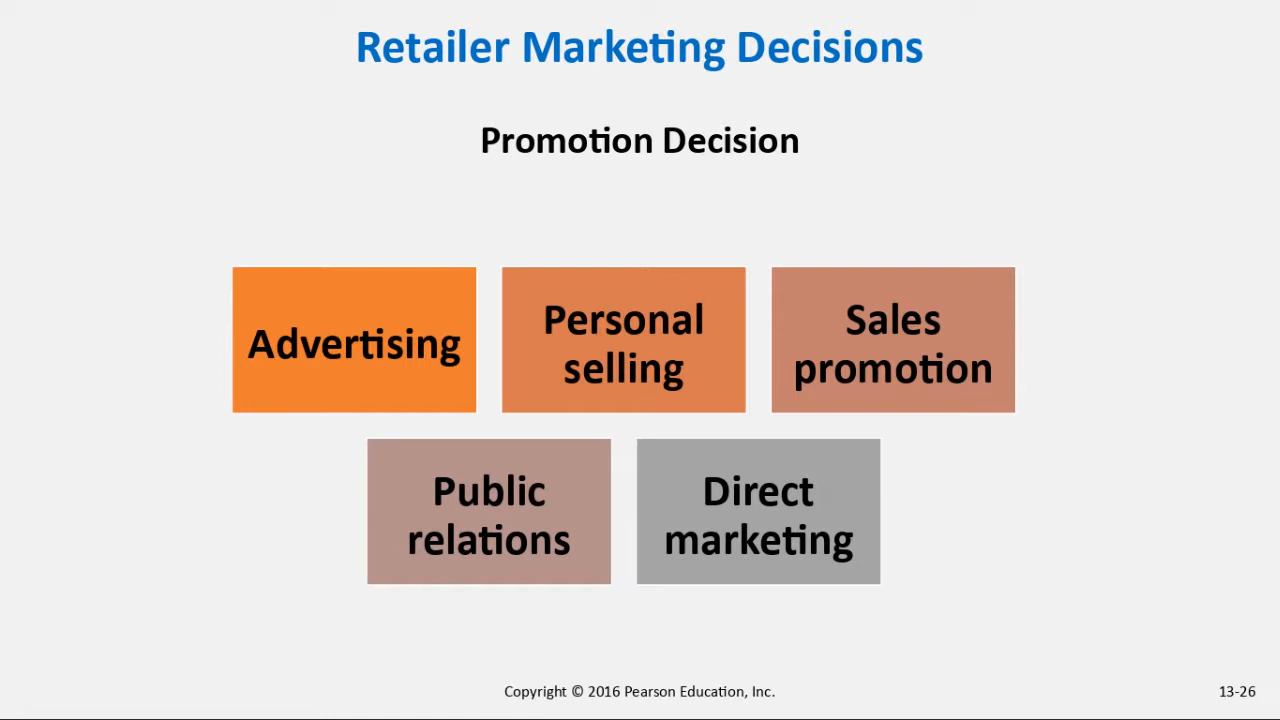 Retailer Marketing Decisions
Promotion Decision
Advertising
Personal
selling
Sales
promotion
Public
relations
Direct
marketing
Copyright © 2016 Pearson Education, Inc.
13-26